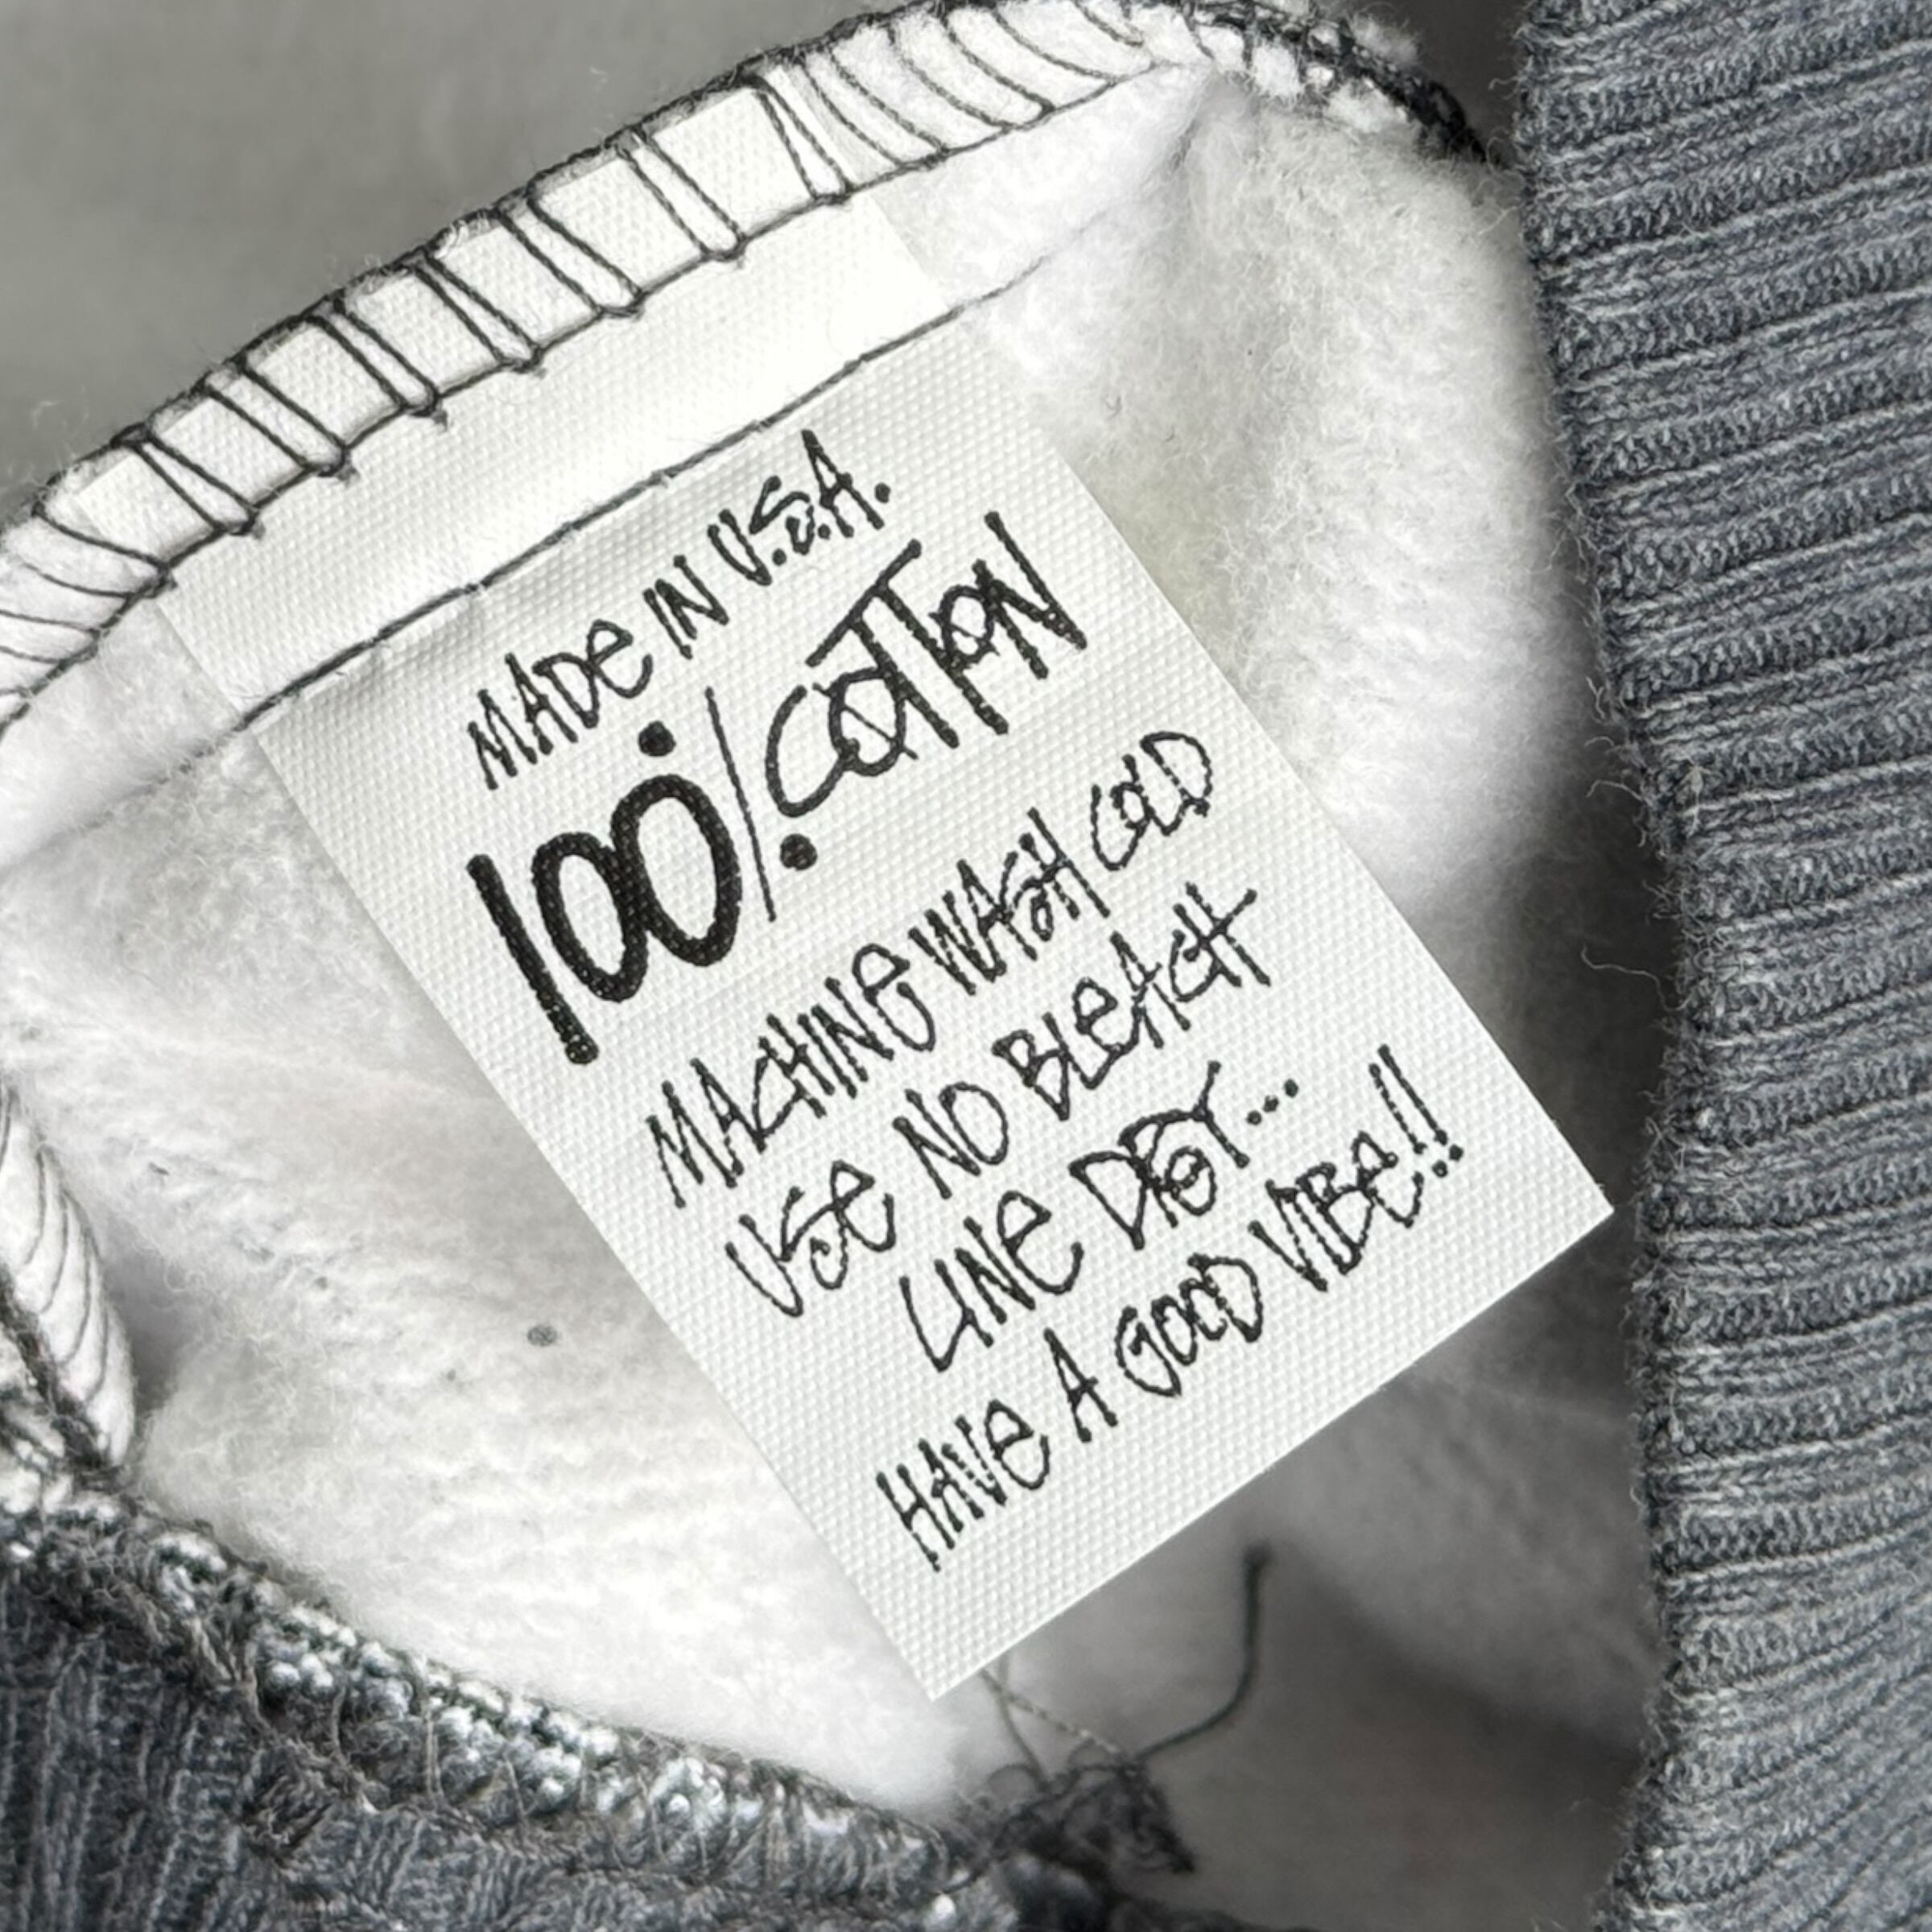 MADE IN U.S.A.
100% COTTON
MACHINE WASH COLD
USE NO BLEACH
LINE DRY...
HAVE A GOOD VIBE!!